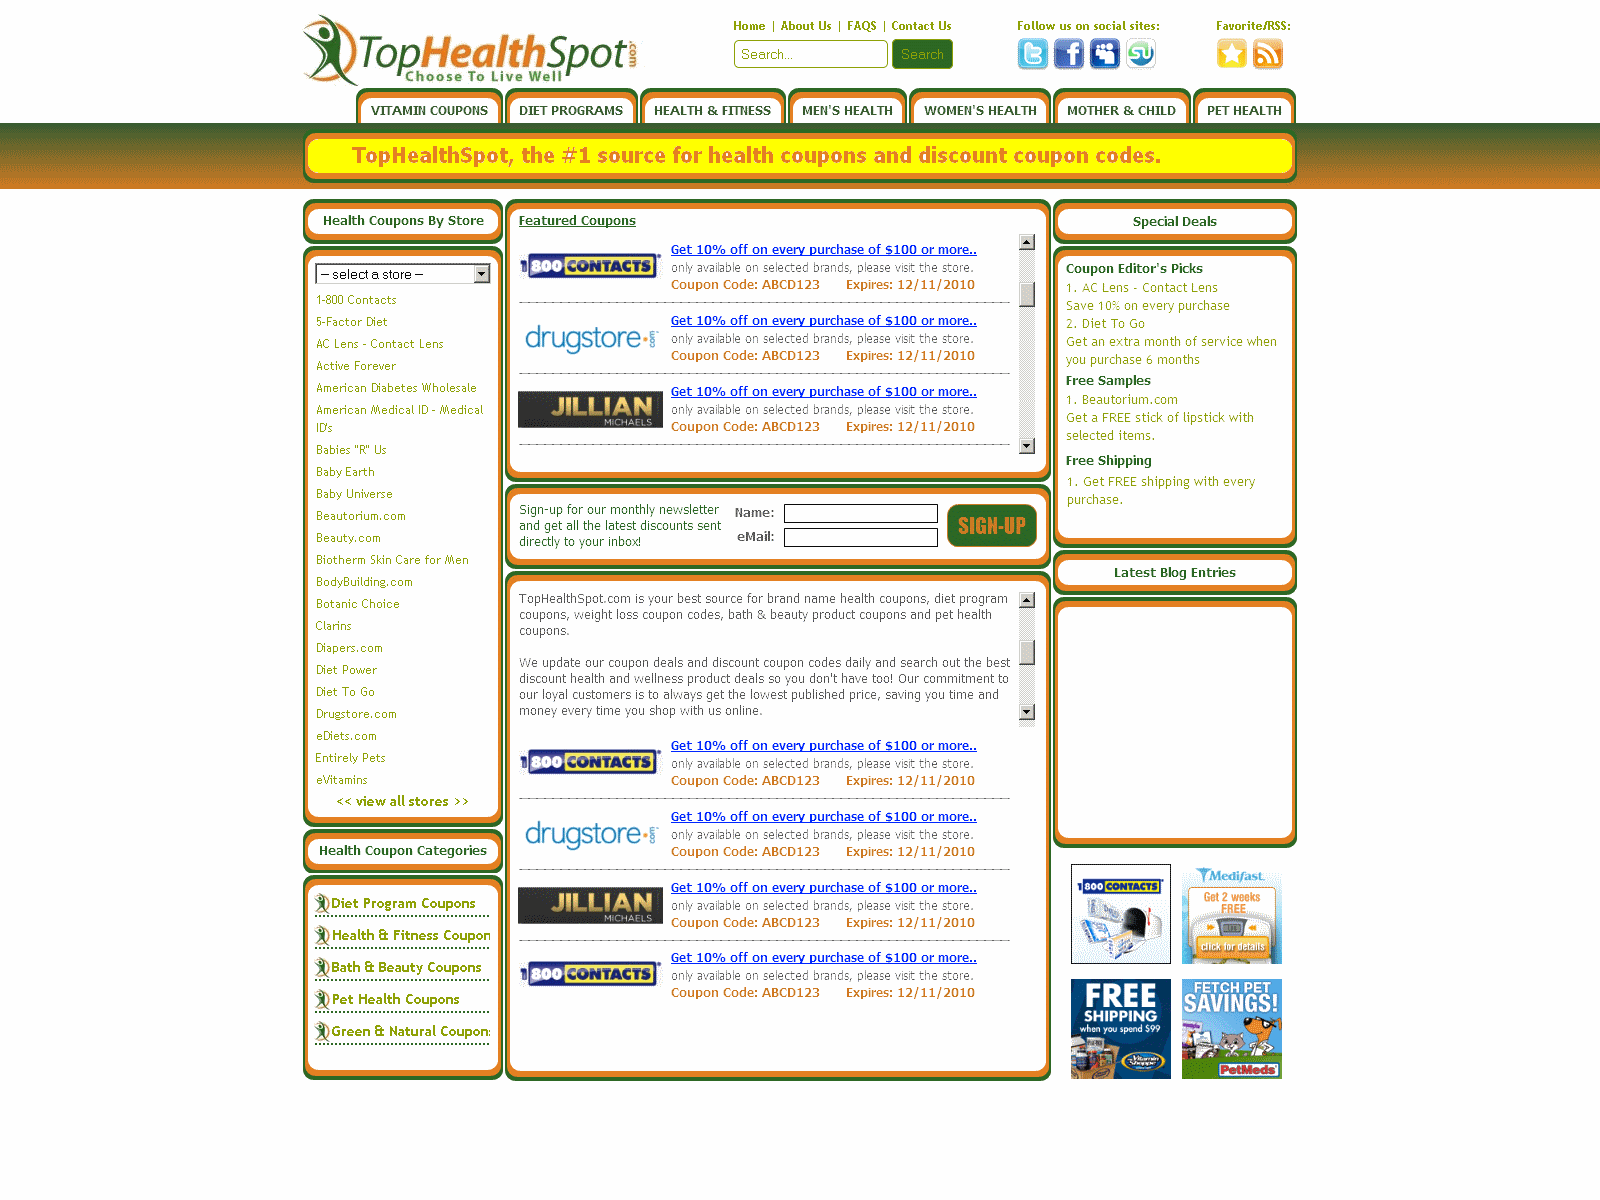 TopHealthSpot.com
Choose To Live Well
Home | About Us | FAQS | Contact Us
Search...
Search
Follow us on social sites:
Favorite/RSS:
VITAMIN COUPONS
DIET PROGRAMS
HEALTH & FITNESS
MEN'S HEALTH
WOMEN'S HEALTH
MOTHER & CHILD
PET HEALTH
TopHealthSpot, the #1 source for health coupons and discount coupon codes.
Health Coupons By Store
-- select a store --
1-800 Contacts
5-Factor Diet
AC Lens - Contact Lens
Active Forever
American Diabetes Wholesale
American Medical ID - Medical
ID's
Babies "R" Us
Baby Earth
Baby Universe
Beautorium.com
Beauty.com
Biotherm Skin Care for Men
BodyBuilding.com
Botanic Choice
Clarins
Diapers.com
Diet Power
Diet To Go
Drugstore.com
eDiets.com
Entirely Pets
eVitamins
<< view all stores >>
Health Coupon Categories
Diet Program Coupons
Health & Fitness Coupon
Bath & Beauty Coupons
Pet Health Coupons
Green & Natural Coupon
Featured Coupons
1 800 CONTACTS
Get 10% off on every purchase of $100 or more..
only available on selected brands, please visit the store.
Coupon Code: ABCD123 Expires: 12/11/2010
drugstore.com
Get 10% off on every purchase of $100 or more..
only available on selected brands, please visit the store.
Coupon Code: ABCD123 Expires: 12/11/2010
JILLIAN
MICHAELS
Get 10% off on every purchase of $100 or more..
only available on selected brands, please visit the store.
Coupon Code: ABCD123 Expires: 12/11/2010
Sign-up for our monthly newsletter
and get all the latest discounts sent
directly to your inbox!
Name:
eMail:
SIGN-UP
TopHealthSpot.com is your best source for brand name health coupons, diet program
coupons, weight loss coupon codes, bath & beauty product coupons and pet health
coupons.
We update our coupon deals and discount coupon codes daily and search out the best
discount health and wellness product deals so you don't have too! Our commitment to
our loyal customers is to always get the lowest published price, saving you time and
money every time you shop with us online.
1 800 CONTACTS
Get 10% off on every purchase of $100 or more..
only available on selected brands, please visit the store.
Coupon Code: ABCD123 Expires: 12/11/2010
drugstore.com
Get 10% off on every purchase of $100 or more..
only available on selected brands, please visit the store.
Coupon Code: ABCD123 Expires: 12/11/2010
JILLIAN
MICHAELS
Get 10% off on every purchase of $100 or more..
only available on selected brands, please visit the store.
Coupon Code: ABCD123 Expires: 12/11/2010
1 800 CONTACTS
Get 10% off on every purchase of $100 or more..
only available on selected brands, please visit the store.
Coupon Code: ABCD123 Expires: 12/11/2010
Special Deals
Coupon Editor's Picks
1. AC Lens - Contact Lens
Save 10% on every purchase
2. Diet To Go
Get an extra month of service when
you purchase 6 months
Free Samples
1. Beautorium.com
Get a FREE stick of lipstick with
selected items.
Free Shipping
1. Get FREE shipping with every
purchase.
Latest Blog Entries
1 800 CONTACTS
Medifast
Get 2 weeks
FREE
click for details
FREE
SHIPPING
when you spend $99
Vitamin
Shoppe
FETCH PET
SAVINGS!
PetMeds